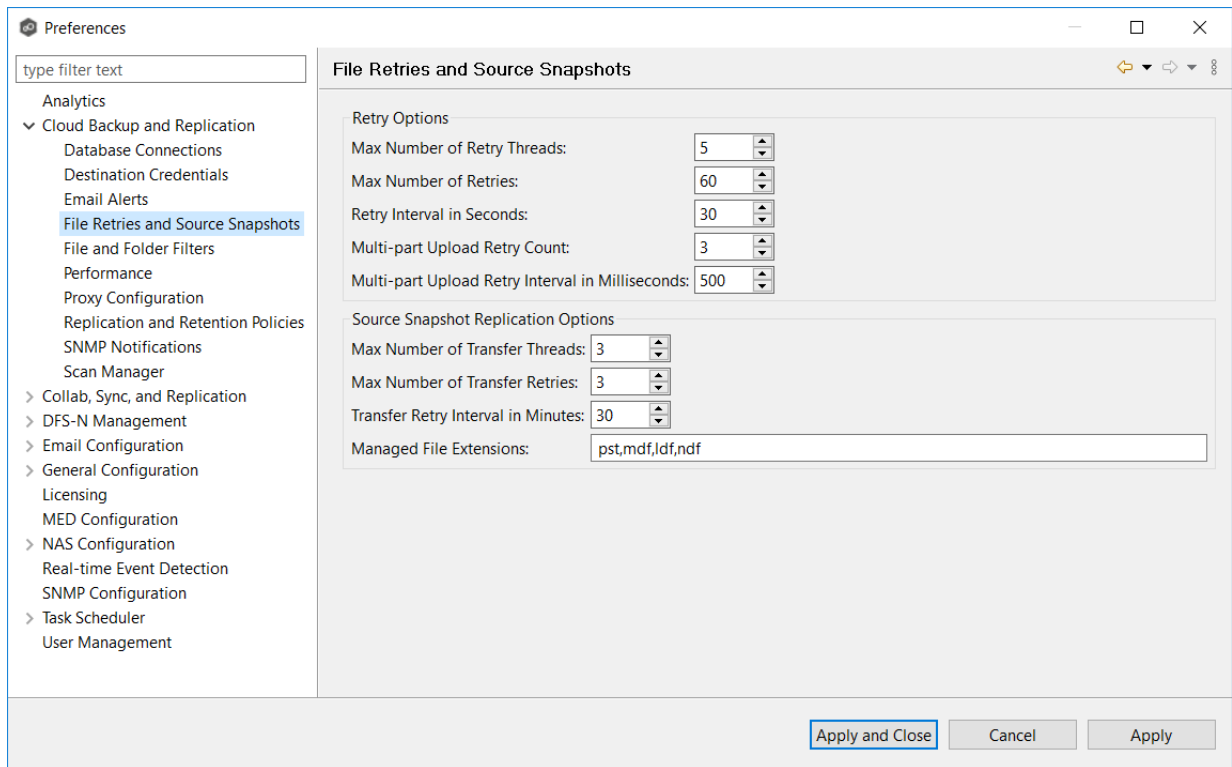 Preferences
type filter text
Analytics
Cloud Backup and Replication
Database Connections
Destination Credentials
Email Alerts
File Retries and Source Snapshots
File and Folder Filters
Performance
Proxy Configuration
Replication and Retention Policies
SNMP Notifications
Scan Manager
Collab, Sync, and Replication
DFS-N Management
Email Configuration
General Configuration
Licensing
MED Configuration
NAS Configuration
Real-time Event Detection
SNMP Configuration
Task Scheduler
User Management
File Retries and Source Snapshots
Retry Options
Max Number of Retry Threads: 5
Max Number of Retries: 60
Retry Interval in Seconds: 30
Multi-part Upload Retry Count: 3
Multi-part Upload Retry Interval in Milliseconds: 500
Source Snapshot Replication Options
Max Number of Transfer Threads: 3
Max Number of Transfer Retries: 3
Transfer Retry Interval in Minutes: 30
Managed File Extensions: pst,mdf,ldf,ndf
Apply and Close Cancel Apply